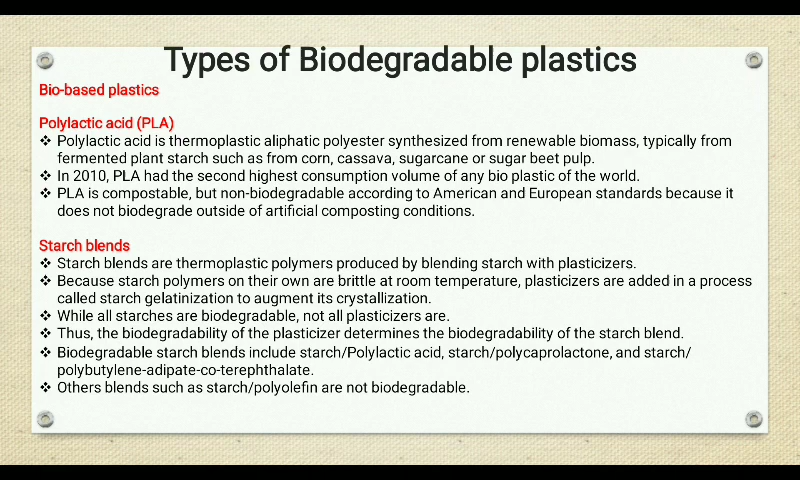 Types of Biodegradable plastics
Bio-based plastics
Polylactic acid (PLA)
❖ Polylactic acid is thermoplastic aliphatic polyester synthesized from renewable biomass, typically from
fermented plant starch such as from corn, cassava, sugarcane or sugar beet pulp.
❖ In 2010, PLA had the second highest consumption volume of any bio plastic of the world.
❖ PLA is compostable, but non-biodegradable according to American and European standards because it
does not biodegrade outside of artificial composting conditions.
Starch blends
❖ Starch blends are thermoplastic polymers produced by blending starch with plasticizers.
❖ Because starch polymers on their own are brittle at room temperature, plasticizers are added in a process
called starch gelatinization to augment its crystallization.
❖ While all starches are biodegradable, not all plasticizers are.
❖ Thus, the biodegradability of the plasticizer determines the biodegradability of the starch blend.
❖ Biodegradable starch blends include starch/Polylactic acid, starch/polycaprolactone, and starch/
polybutylene-adipate-co-terephthalate.
❖ Others blends such as starch/polyolefin are not biodegradable.